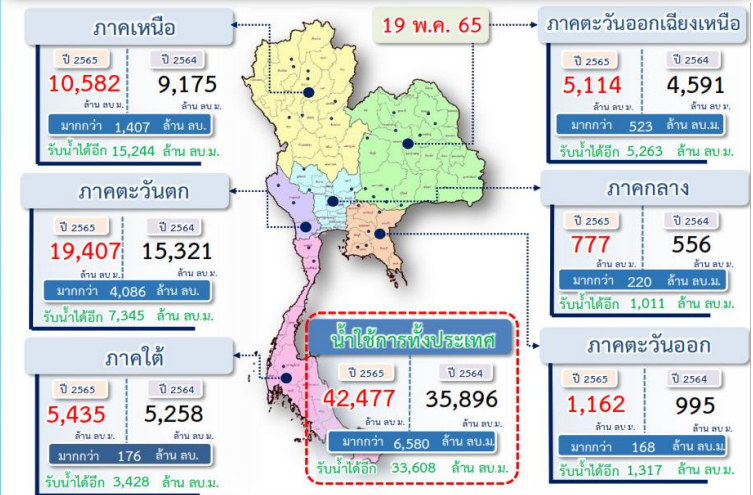 ภาคเหนือ
ปี 2565 ปี 2564
10,582 9,175
ล้าน ลบ.ม. ล้าน ลบ.ม.
มากกว่า 1,407 ล้าน ลบ.
รับน้ำได้อีก 15,244 ล้าน ลบ.ม.
19 พ.ค. 65
ภาคตะวันออกเฉียงเหนือ
ปี 2565 ปี 2564
5,114 4,591
ล้าน ลบ.ม. ล้าน ลบ.ม.
มากกว่า 523 ล้าน ลบ.ม.
รับน้ำได้อีก 5,263 ล้าน ลบ.ม.
ภาคตะวันตก
ปี 2565 ปี 2564
19,407 15,321
ล้าน ลบ.ม. ล้าน ลบ.ม.
มากกว่า 4,086 ล้าน ลบ.
รับน้ำได้อีก 7,345 ล้าน ลบ.ม.
ภาคกลาง
ปี 2565 ปี 2564
777 556
ล้าน ลบ.ม. ล้าน ลบ.ม.
มากกว่า 220 ล้าน ลบ.ม.
รับน้ำได้อีก 1,011 ล้าน ลบ.ม.
ภาคใต้
ปี 2565 ปี 2564
5,435 5,258
ล้าน ลบ.ม. ล้าน ลบ.ม.
มากกว่า 176 ล้าน ลบ.
รับน้ำได้อีก 3,428 ล้าน ลบ.ม.
น้ำใช้การทั้งประเทศ
ปี 2565 ปี 2564
42,477 35,896
ล้าน ลบ.ม. ล้าน ลบ.ม.
มากกว่า 6,580 ล้าน ลบ.ม.
รับน้ำได้อีก 33,608 ล้าน ลบ.ม.
ภาคตะวันออก
ปี 2565 ปี 2564
1,162 995
ล้าน ลบ.ม. ล้าน ลบ.ม.
มากกว่า 168 ล้าน ลบ.ม.
รับน้ำได้อีก 1,317 ล้าน ลบ.ม.